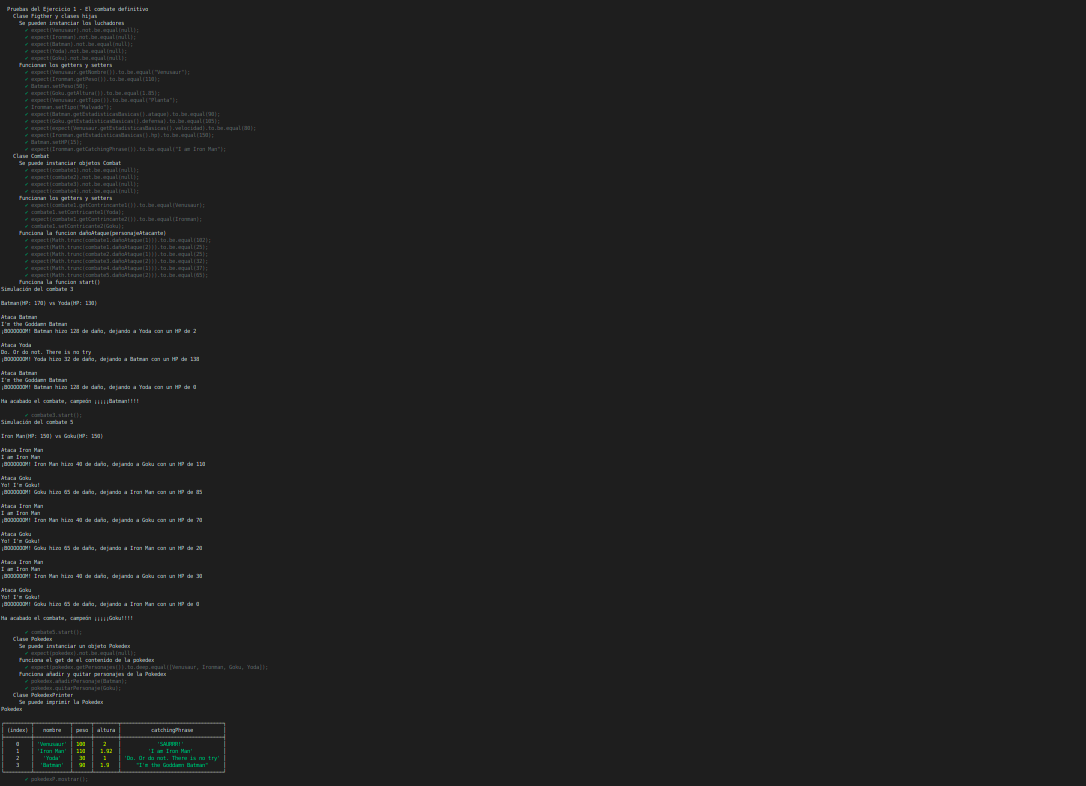 Pruebas del Ejercicio 1 - El combate definitivo
Clase Figther y clases hijas
Se pueden instanciar los luchadores
✓ expect(Venusaur).not.be.equal(null);
✓ expect(Ironman).not.be.equal(null);
✓ expect(Batman).not.be.equal(null);
✓ expect(Yoda).not.be.equal(null);
✓ expect(Goku).not.be.equal(null);
Funcionan los getters y setters
✓ expect(Venusaur.getNombre()).to.be.equal("Venusaur");
✓ expect(Ironman.getPeso()).to.be.equal(110);
✓ Batman.setPeso(50);
✓ expect(Goku.getAltura()).to.be.equal(1.85);
✓ expect(Venusaur.getTipo()).to.be.equal("Planta");
✓ Ironman.setTipo("Malvado");
✓ expect(Batman.getEstadisticasBasicas().ataque).to.be.equal(90);
✓ expect(Goku.getEstadisticasBasicas().defensa).to.be.equal(105);
✓ expect(expect(Venusaur.getEstadisticasBasicas().velocidad).to.be.equal(80);
✓ expect(Ironman.getEstadisticasBasicas().hp).to.be.equal(150);
✓ Batman.setHP(15);
✓ expect(Ironman.getCatchingPhrase()).to.be.equal("I am Iron Man");
Clase Combat
Se puede instanciar objetos Combat
✓ expect(combate1).not.be.equal(null);
✓ expect(combate2).not.be.equal(null);
✓ expect(combate3).not.be.equal(null);
✓ expect(combate4).not.be.equal(null);
Funcionan los getters y setters
✓ expect(combate1.getContrincante1()).to.be.equal(Venusaur);
✓ combate1.setContricante1(Yoda);
✓ expect(combate1.getContrincante2()).to.be.equal(Ironman);
✓ combate1.setContricante2(Goku);
Funciona la funcion dañoAtaque(personajeAtacante)
✓ expect(Math.trunc(combate1.dañoAtaque(1))).to.be.equal(102);
✓ expect(Math.trunc(combate1.dañoAtaque(2))).to.be.equal(25);
✓ expect(Math.trunc(combate2.dañoAtaque(1))).to.be.equal(25);
✓ expect(Math.trunc(combate3.dañoAtaque(2))).to.be.equal(32);
✓ expect(Math.trunc(combate4.dañoAtaque(1))).to.be.equal(37);
✓ expect(Math.trunc(combate5.dañoAtaque(2))).to.be.equal(65);
Funciona la funcion start()
Simulación del combate 3
Batman(HP: 170) vs Yoda(HP: 130)
Ataca Batman
I'm the Goddamn Batman
¡BOOOOOOM! Batman hizo 128 de daño, dejando a Yoda con un HP de 2
Ataca Yoda
Do. Or do not. There is no try
¡BOOOOOOM! Yoda hizo 32 de daño, dejando a Batman con un HP de 138
Ataca Batman
I'm the Goddamn Batman
¡BOOOOOOM! Batman hizo 128 de daño, dejando a Yoda con un HP de 0
Ha acabado el combate, campeón ¡¡¡¡¡Batman!!!!
✓ combate3.start();
Simulación del combate 5
Iron Man(HP: 150) vs Goku(HP: 150)
Ataca Iron Man
I am Iron Man
¡BOOOOOOM! Iron Man hizo 40 de daño, dejando a Goku con un HP de 110
Ataca Goku
Yo! I'm Goku!
¡BOOOOOOM! Goku hizo 65 de daño, dejando a Iron Man con un HP de 85
Ataca Iron Man
I am Iron Man
¡BOOOOOOM! Iron Man hizo 40 de daño, dejando a Goku con un HP de 70
Ataca Goku
Yo! I'm Goku!
¡BOOOOOOM! Goku hizo 65 de daño, dejando a Iron Man con un HP de 20
Ataca Iron Man
I am Iron Man
¡BOOOOOOM! Iron Man hizo 40 de daño, dejando a Goku con un HP de 30
Ataca Goku
Yo! I'm Goku!
¡BOOOOOOM! Goku hizo 65 de daño, dejando a Iron Man con un HP de 0
Ha acabado el combate, campeón ¡¡¡¡¡Goku!!!!
✓ combate5.start();
Clase Pokedex
Se puede instanciar un objeto Pokedex
✓ expect(pokedex).not.be.equal(null);
Funciona el get de el contenido de la pokedex
✓ expect(pokedex.getPersonajes()).to.deep.equal([Venusaur, Ironman, Goku, Yoda]);
Funciona añadir y quitar personajes de la Pokedex
✓ pokedex.añadirPersonaje(Batman);
✓ pokedex.quitarPersonaje(Goku);
Clase PokedexPrinter
Se puede imprimir la Pokedex
Pokedex
(index) nombre peso altura catchingPhrase
0 'Venusaur' 100 2 'SAURRR!'
1 'Iron Man' 110 1.92 'I am Iron Man'
2 'Yoda' 30 1 'Do. Or do not. There is no try'
3 'Batman' 90 1.9 "I'm the Goddamn Batman"
✓ pokedexP.mostrar();